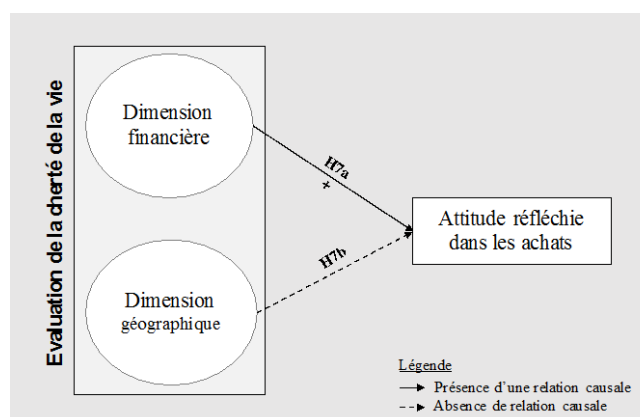 Evaluation de la cherté de la vie
Dimension
financière
H7a
+
Attitude réfléchie
dans les achats
H7b
Dimension
géographique
Légende
Présence d'une relation causale
Absence de relation causale